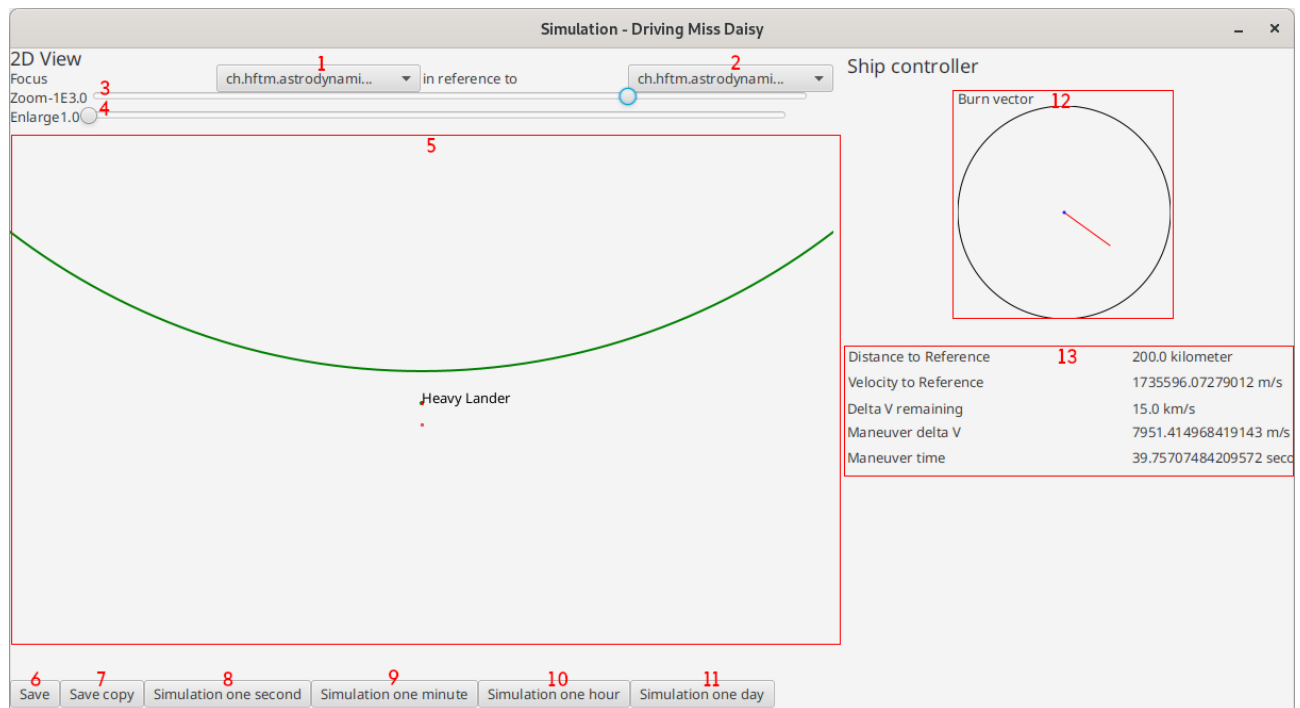 Simulation - Driving Miss Daisy
2D View
Focus
1
ch.hftm.astrodynami...
in reference to
2
ch.hftm.astrodynami...
Zoom-1E3.0
3
Enlarge1.0
4
5
Heavy Lander
Ship controller
Burn vector
12
Distance to Reference
13
200.0 kilometer
Velocity to Reference
1735596.07279012 m/s
Delta V remaining
15.0 km/s
Maneuver delta V
7951.414968419143 m/s
Maneuver time
39.75707484209572 seco
6
Save
7
Save copy
8
Simulation one second
9
Simulation one minute
10
Simulation one hour
11
Simulation one day